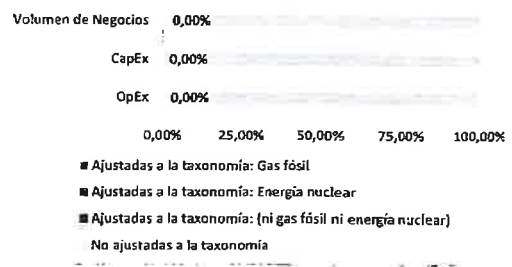 Volumen de Negocios 0,00%
CapEx 0,00%
OpEx 0,00%
0,00% 25,00% 50,00% 75,00% 100,00%
Ajustadas a la taxonomía: Gas fósil
Ajustadas a la taxonomía: Energía nuclear
Ajustadas a la taxonomía: (ni gas fósil ni energía nuclear)
No ajustadas a la taxonomía